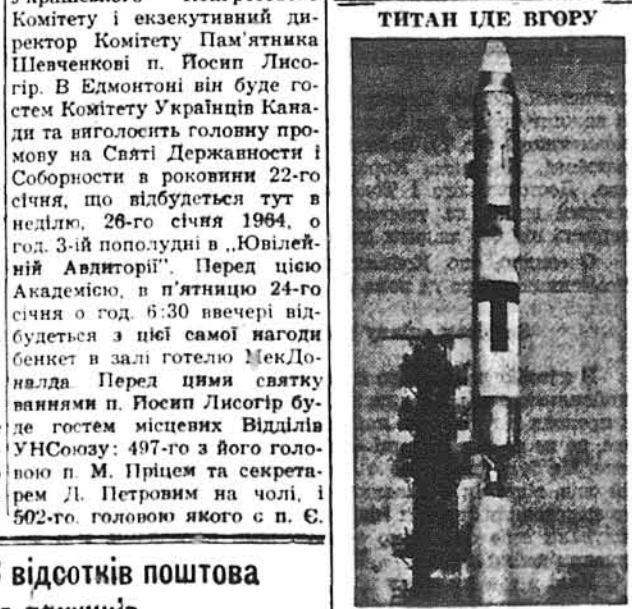 Комітету і екзекутивний ди-
ректор Комітету Пам'ятника
Шевченкові п. Йосип Лисо-
гір. В Едмонтоні він буде го-
стем Комітету Українців Кана-
ди та виголосить головну про-
мову на Святі Державности і
Соборности в роковини 22-го
січня, що відбудеться тут в
неділю, 26-го січня 1964, о
год. 3-ій пополудні в „Ювілей-
ній Авдиторії". Перед цією
Академією, в п'ятницю 24-го
січня о год. 6:30 ввечері від-
будеться з цієї самої нагоди
бенкет в залі готелю МекДо-
налда Перед цими святку
ваннями п. Йосип Лисогір бу-
де гостем місцевих Відділів
УНСоюзу: 497-го з його голо-
вою п. М. Пріцем та секрета-
рем Д. Петровим на чолі, і
502-го, головою якого є п. Є.
відсотків поштова
ТИТАН ІДЕ ВГОРУ